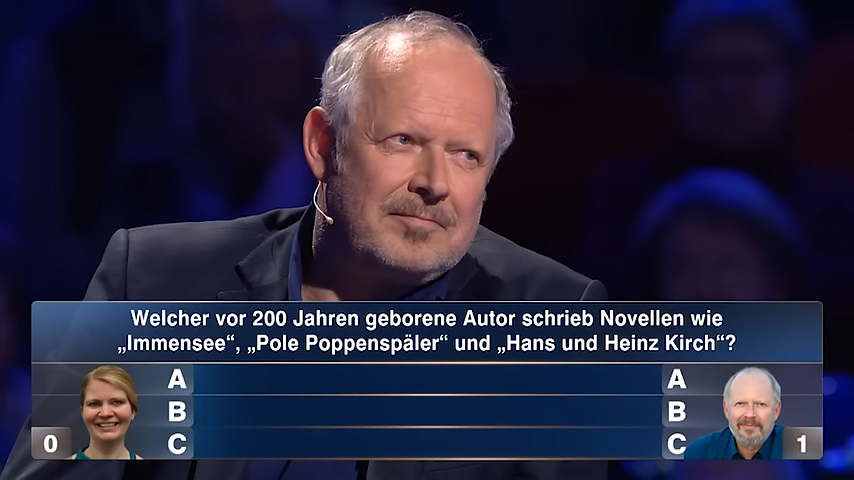 Welcher vor 200 Jahren geborene Autor schrieb Novellen wie
„Immensee“, „Pole Poppenspäler“ und „Hans und Heinz Kirch“?
A A
B B
0 C C 1